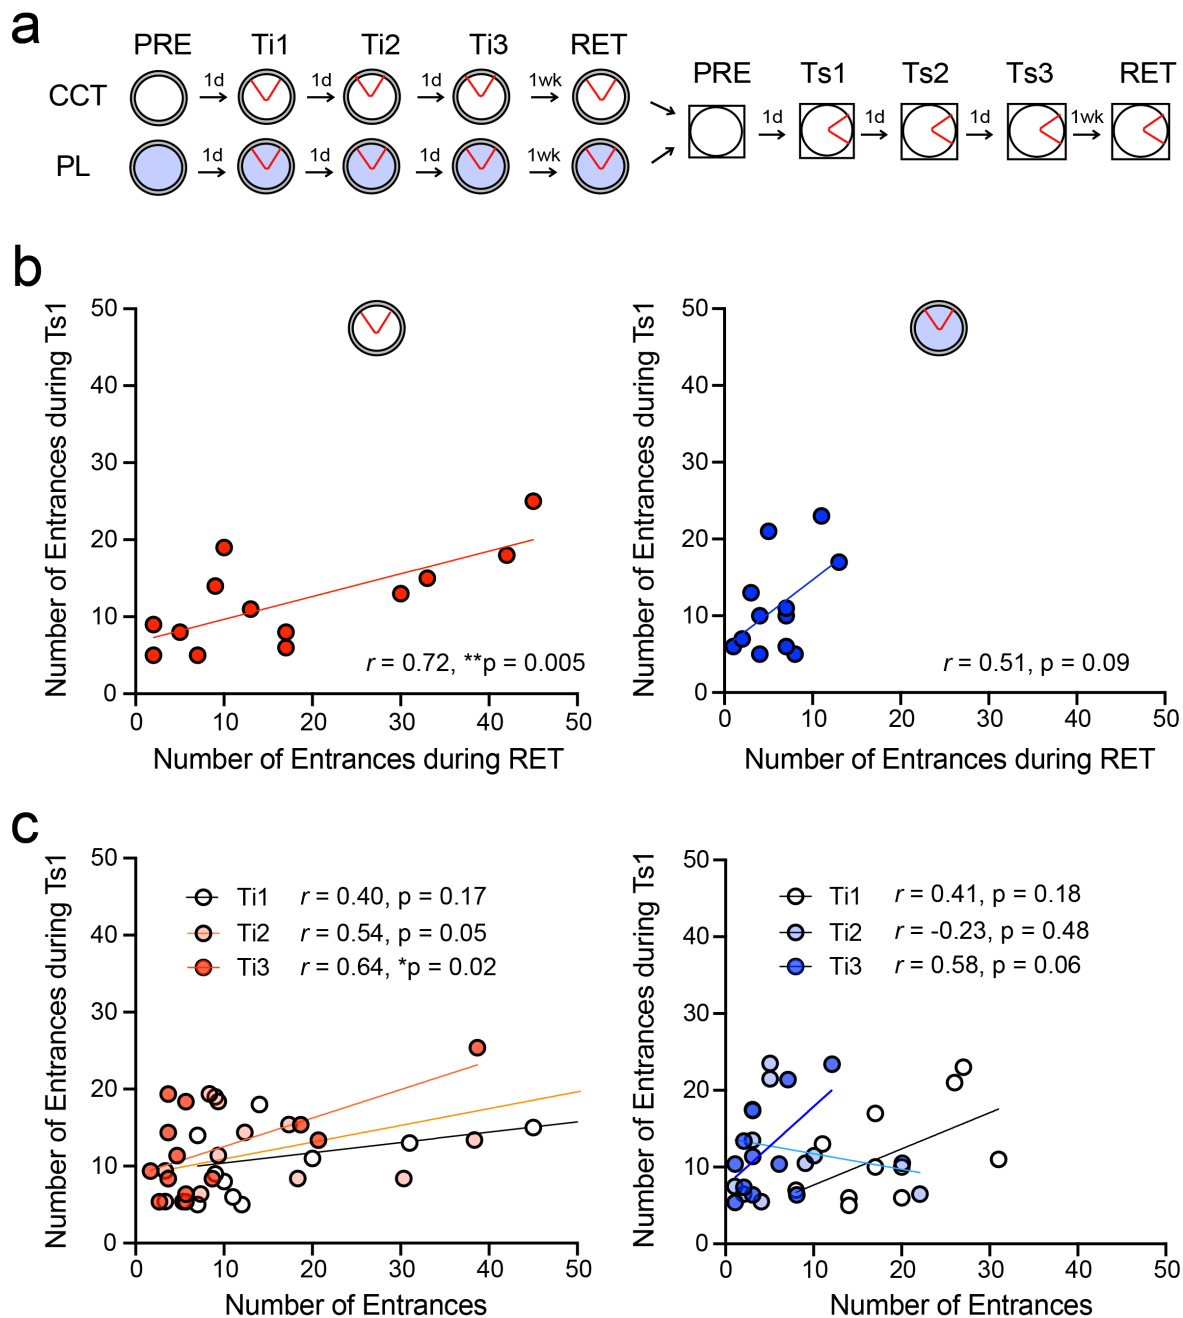 a
PRE Ti1 Ti2 Ti3 RET
CCT 1d 1d 1d 1wk
PL 1d 1d 1d 1wk
PRE Ts1 Ts2 Ts3 RET
1d 1d 1d 1wk
b
Number of Entrances during Ts1
50
40
30
20
10
0
r = 0.72, **p = 0.005
0 10 20 30 40 50
Number of Entrances during RET
Number of Entrances during Ts1
50
40
30
20
10
0
r = 0.51, p = 0.09
0 10 20 30 40 50
Number of Entrances during RET
c
Number of Entrances during Ts1
50
40
30
20
10
0
Ti1 r = 0.40, p = 0.17
Ti2 r = 0.54, p = 0.05
Ti3 r = 0.64, *p = 0.02
0 10 20 30 40 50
Number of Entrances
Number of Entrances during Ts1
50
40
30
20
10
0
Ti1 r = 0.41, p = 0.18
Ti2 r = -0.23, p = 0.48
Ti3 r = 0.58, p = 0.06
0 10 20 30 40 50
Number of Entrances